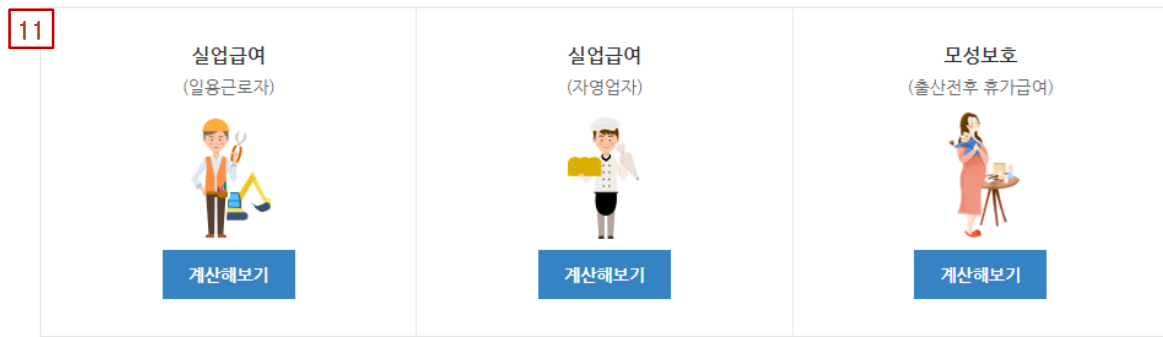 11
실업급여
(일용근로자)
계산해보기
실업급여
(자영업자)
계산해보기
모성보호
(출산전후 휴가급여)
계산해보기